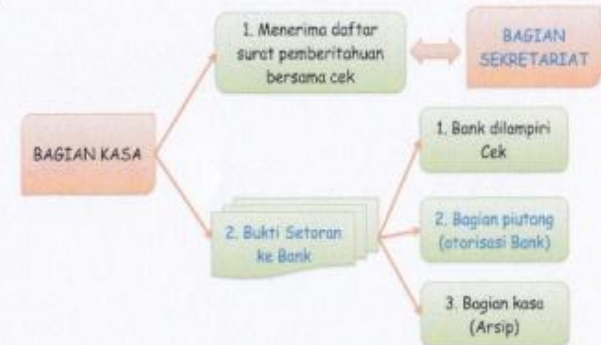 1. Menerima daftar
surat pemberitahuan
bersama cek
BAGIAN
SEKRETARIAT
BAGIAN KASA
1. Bank dilampiri
Cek
2. Bukti Setoran
ke Bank
2. Bagian piutang
(otorisasi Bank)
3. Bagian kasa
(Arsip)